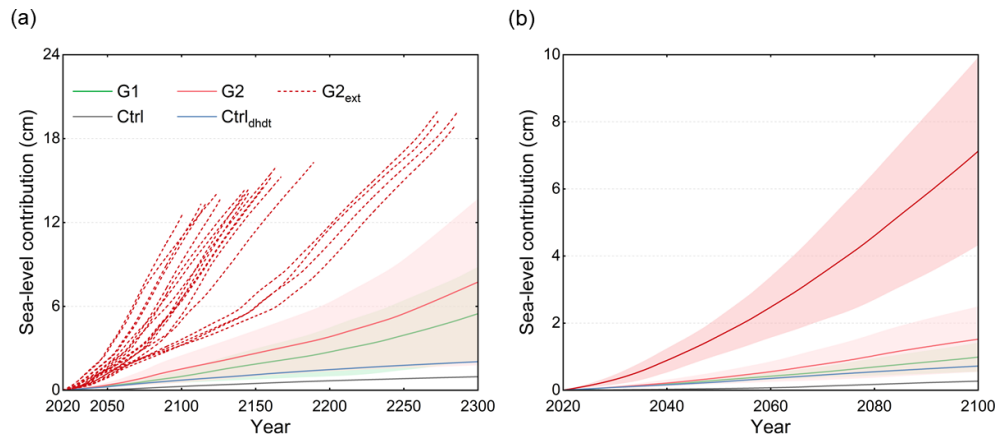 (a)
24
18
12
6
0
Sea-level contribution (cm)
G1 G2 G2ext
Ctrl Ctrldhdt
2020 2050 2100 2150 2200 2250 2300
Year
(b)
10
8
6
4
2
0
Sea-level contribution (cm)
2020 2040 2060 2080 2100
Year